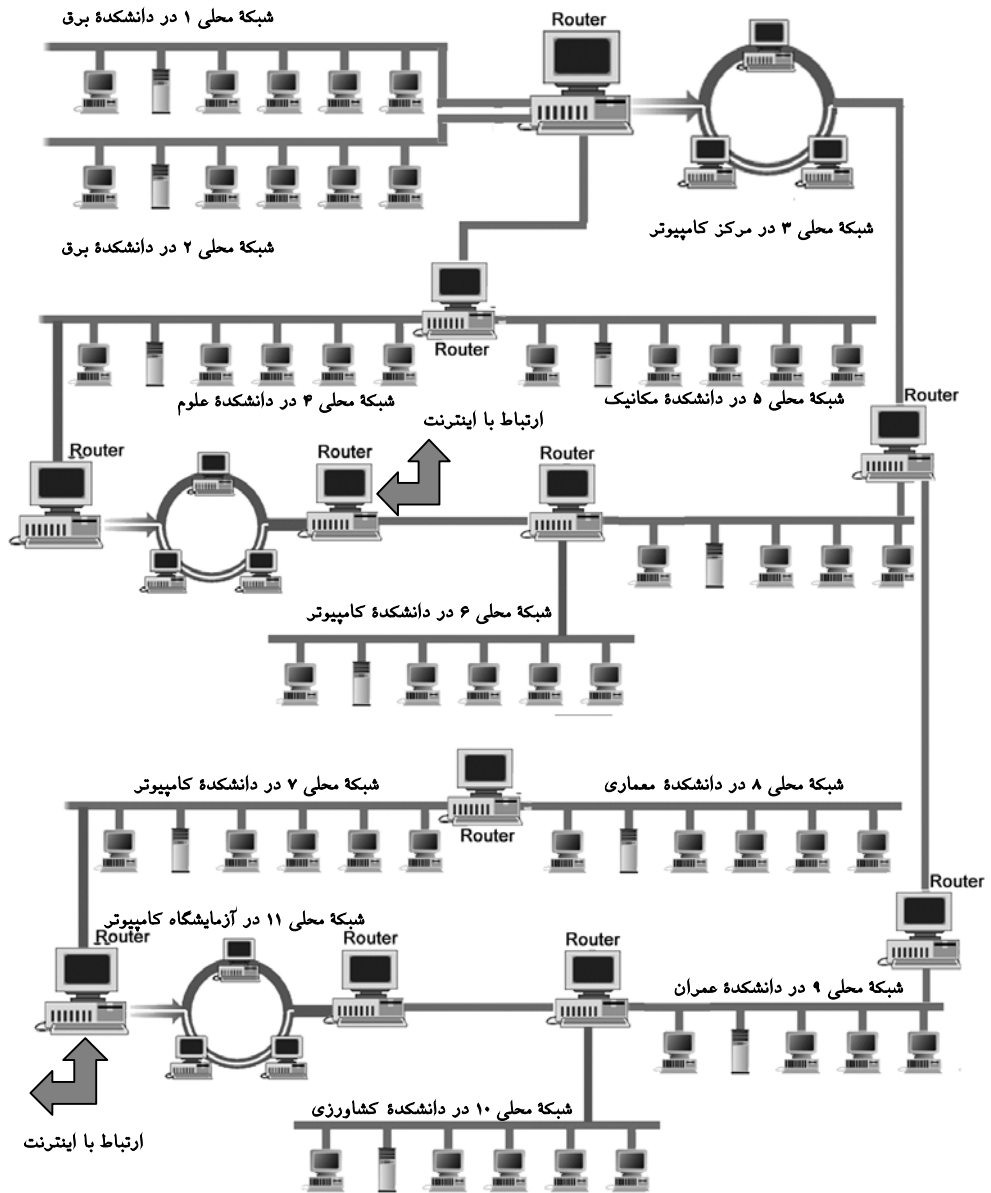 شبکهٔ محلی ۱ در دانشکدهٔ برق
Router
شبکهٔ محلی ۳ در مرکز کامپیوتر
شبکهٔ محلی ۲ در دانشکدهٔ برق
Router
شبکهٔ محلی ۵ در دانشکدهٔ مکانیک
شبکهٔ محلی ۴ در دانشکدهٔ علوم
Router
ارتباط با اینترنت
Router
Router
Router
شبکهٔ محلی ۶ در دانشکدهٔ کامپیوتر
شبکهٔ محلی ۸ در دانشکدهٔ معماری
شبکهٔ محلی ۷ در دانشکدهٔ کامپیوتر
Router
Router
شبکهٔ محلی ۱۱ در آزمایشگاه کامپیوتر
Router
Router
Router
شبکهٔ محلی ۹ در دانشکدهٔ عمران
شبکهٔ محلی ۱۰ در دانشکدهٔ کشاورزی
ارتباط با اینترنت